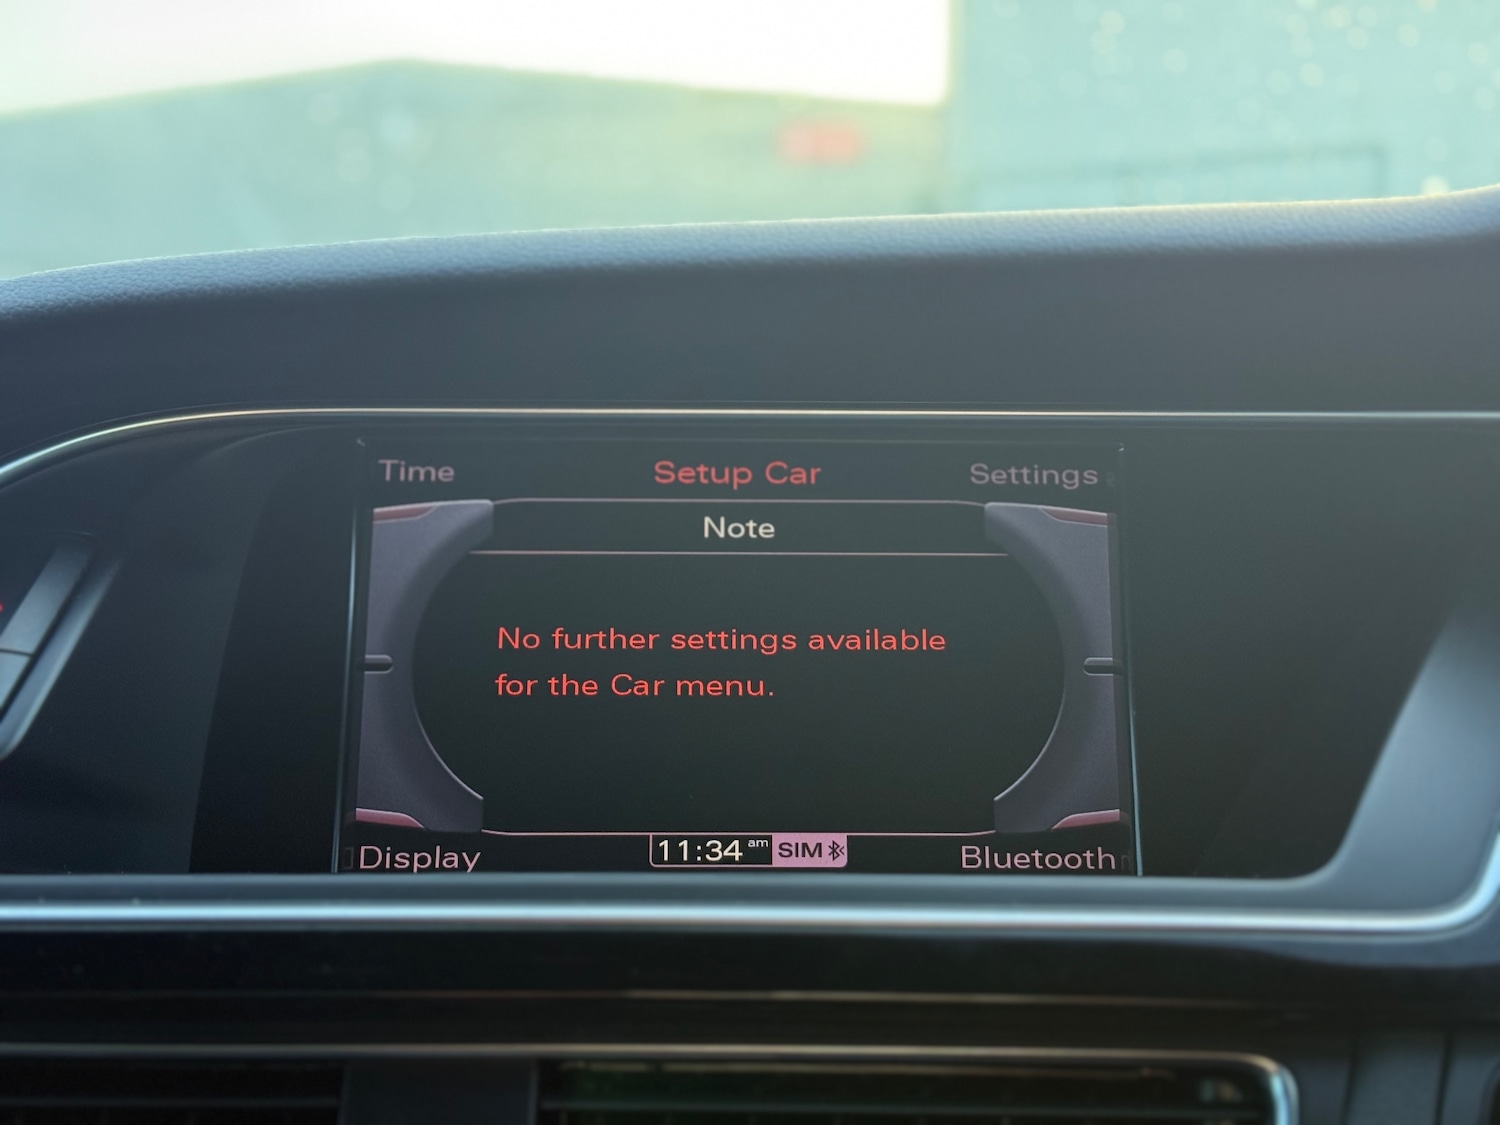 Time
Setup Car
Settings
Note
No further settings available
for the Car menu.
Display
11:34 am SIM
Bluetooth